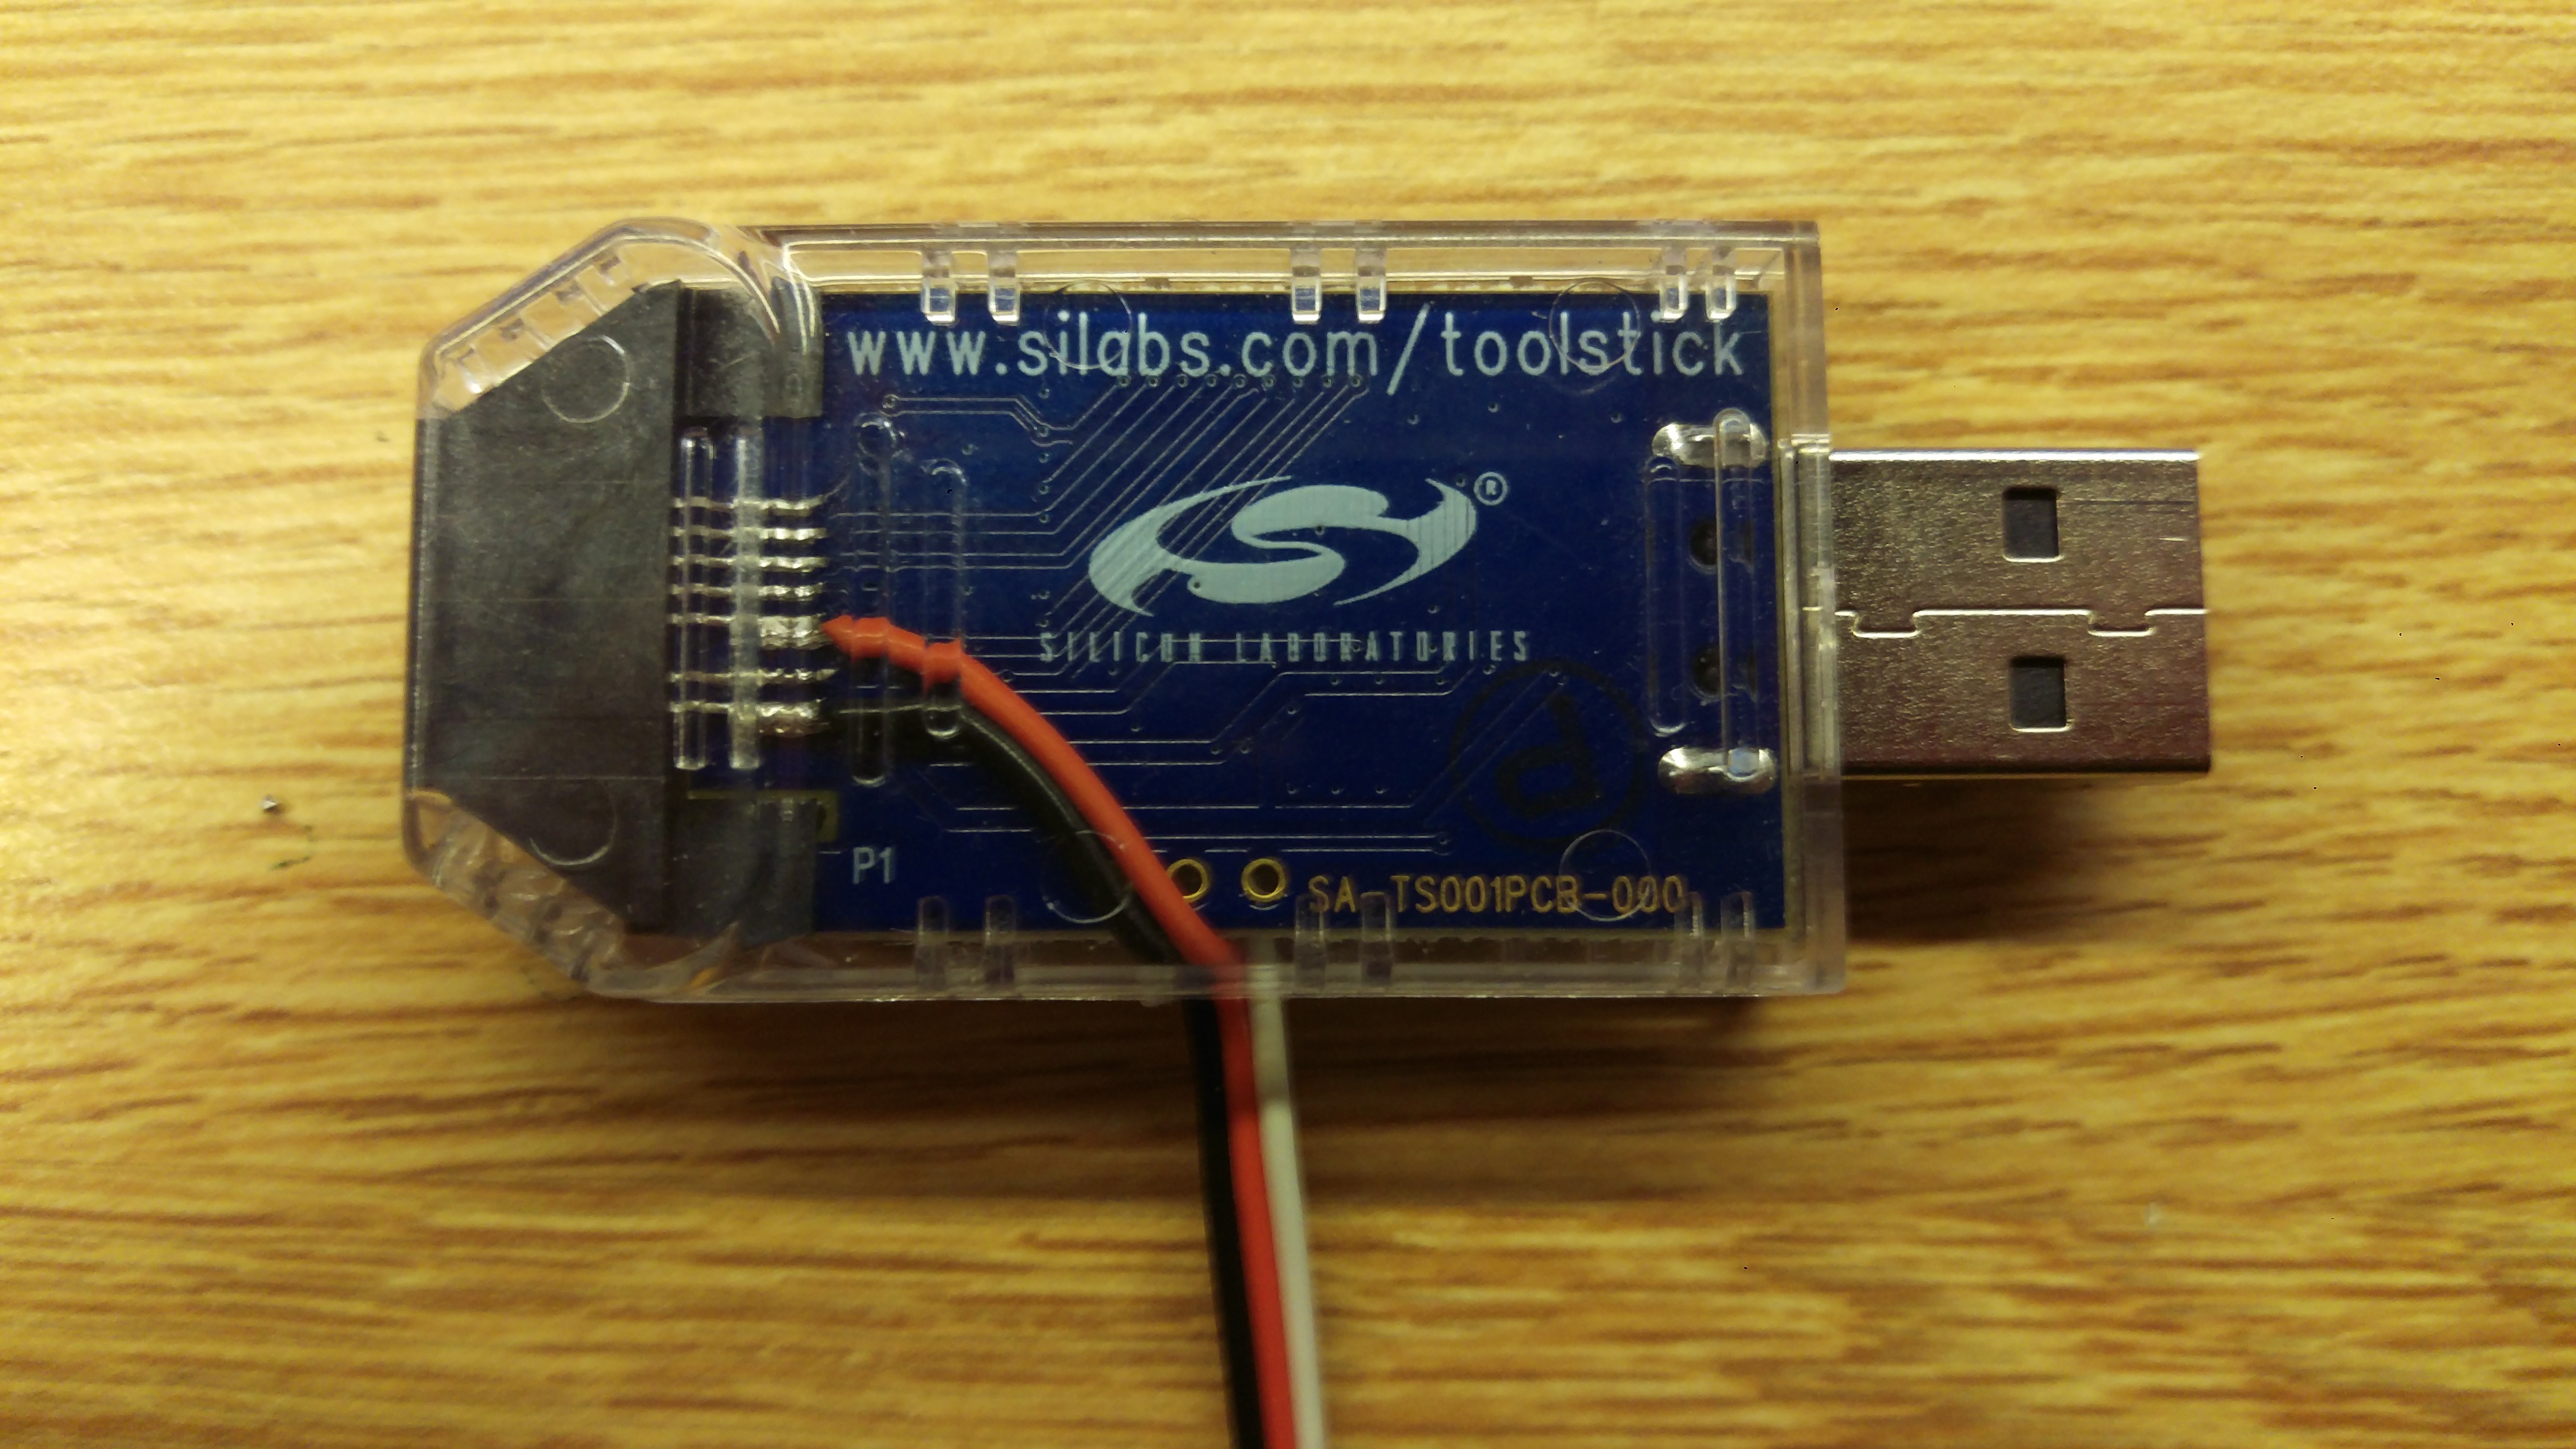 www.silabs.com/toolstick
®
SILICON LABORATORIES
P1
SA-TS001PCB-000